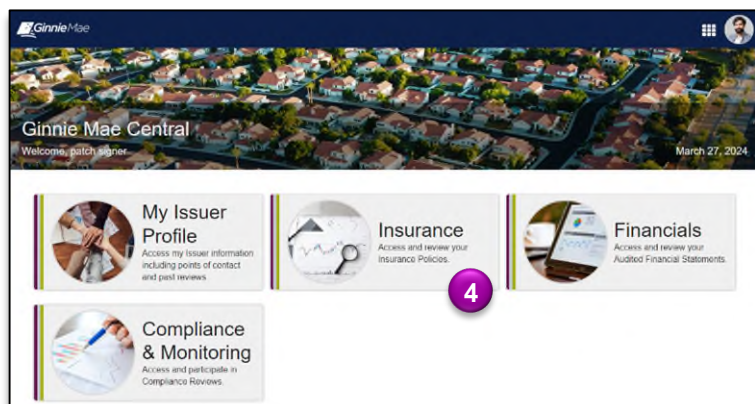 GinnieMae
Ginnie Mae Central
Welcome, patch signer
March 27, 2024
My Issuer
Profile
Access my Issuer information
including points of contact
and past reviews.
Insurance
Access and review your
Insurance Policies.
4
Financials
Access and review your
Audited Financial Statements.
Compliance
& Monitoring
Access and participate in
Compliance Reviews.